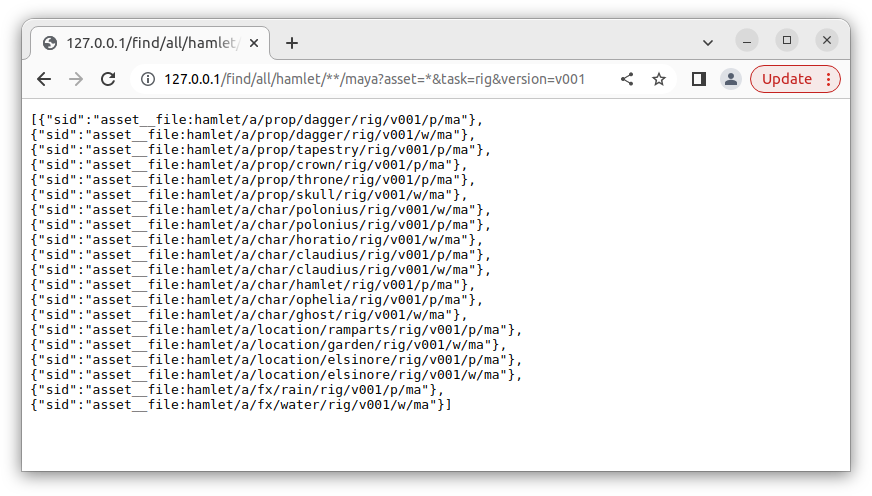 127.0.0.1/find/all/hamlet/
127.0.0.1/find/all/hamlet/**/maya?asset=*&task=rig&version=v001
Update
[{"sid":"asset__file:hamlet/a/prop/dagger/rig/v001/p/ma"},
{"sid":"asset__file:hamlet/a/prop/dagger/rig/v001/w/ma"},
{"sid":"asset__file:hamlet/a/prop/tapestry/rig/v001/p/ma"},
{"sid":"asset__file:hamlet/a/prop/crown/rig/v001/p/ma"},
{"sid":"asset__file:hamlet/a/prop/throne/rig/v001/p/ma"},
{"sid":"asset__file:hamlet/a/prop/skull/rig/v001/w/ma"},
{"sid":"asset__file:hamlet/a/char/polonius/rig/v001/w/ma"},
{"sid":"asset__file:hamlet/a/char/polonius/rig/v001/p/ma"},
{"sid":"asset__file:hamlet/a/char/horatio/rig/v001/w/ma"},
{"sid":"asset__file:hamlet/a/char/claudius/rig/v001/p/ma"},
{"sid":"asset__file:hamlet/a/char/claudius/rig/v001/w/ma"},
{"sid":"asset__file:hamlet/a/char/hamlet/rig/v001/p/ma"},
{"sid":"asset__file:hamlet/a/char/ophelia/rig/v001/p/ma"},
{"sid":"asset__file:hamlet/a/char/ghost/rig/v001/w/ma"},
{"sid":"asset__file:hamlet/a/location/ramparts/rig/v001/p/ma"},
{"sid":"asset__file:hamlet/a/location/garden/rig/v001/w/ma"},
{"sid":"asset__file:hamlet/a/location/elsinore/rig/v001/p/ma"},
{"sid":"asset__file:hamlet/a/location/elsinore/rig/v001/w/ma"},
{"sid":"asset__file:hamlet/a/fx/rain/rig/v001/p/ma"},
{"sid":"asset__file:hamlet/a/fx/water/rig/v001/w/ma"}]